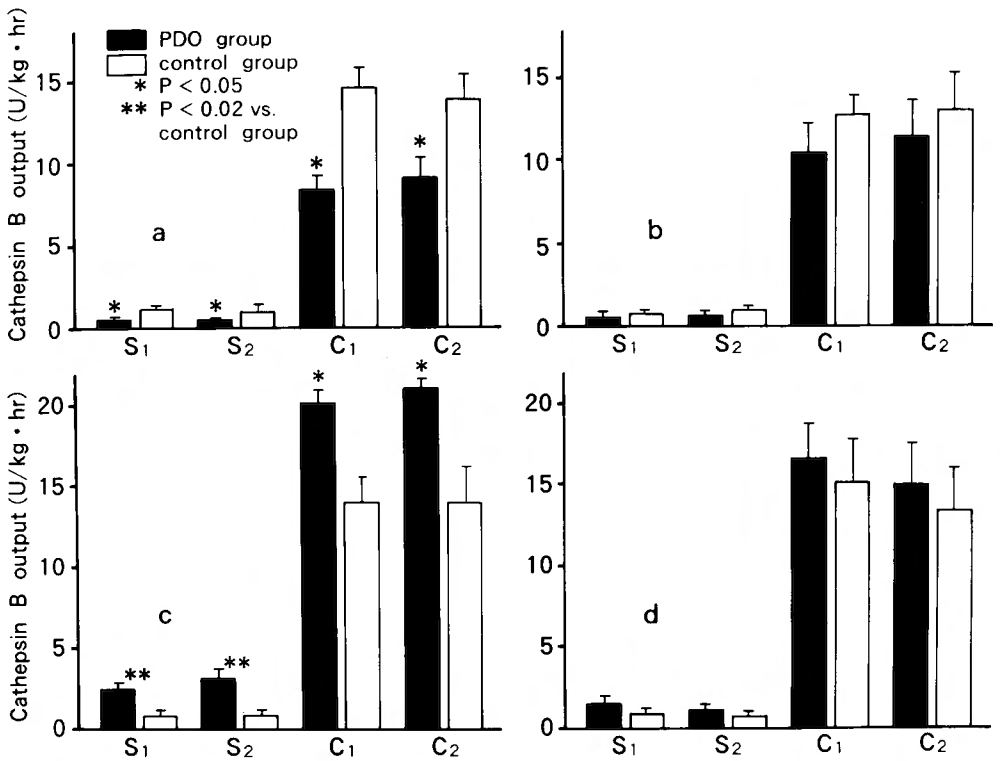 Cathepsin B output (U/kg • hr)
PDO group
control group
* P < 0.05
** P < 0.02 vs.
control group
15
10
5
0
a
*
*
*
*
S1 S2 C1 C2
15
10
5
0
b
S1 S2 C1 C2
Cathepsin B output (U/kg • hr)
20
15
10
5
0
c
**
**
*
*
S1 S2 C1 C2
20
15
10
5
0
d
S1 S2 C1 C2